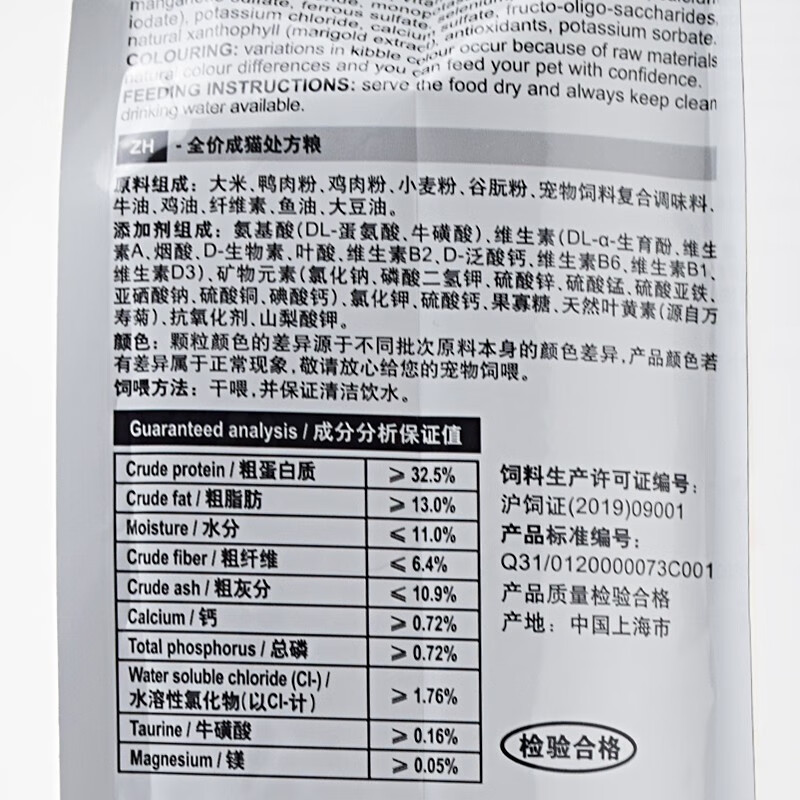 iodate), potassium chloride, calcium sulfate, fructo-oligo-saccharides,
natural xanthophyll (marigold extract), antioxidants, potassium sorbate.
COLOURING: variations in kibble colour occur because of raw materials
natural colour differences and you can feed your pet with confidence.
FEEDING INSTRUCTIONS: serve the food dry and always keep clean
drinking water available.
ZH - 全价成猫处方粮
原料组成：大米、鸭肉粉、鸡肉粉、小麦粉、谷朊粉、宠物饲料复合调味料、
牛油、鸡油、纤维素、鱼油、大豆油。
添加剂组成：氨基酸(DL-蛋氨酸、牛磺酸)、维生素(DL-α-生育酚、维生
素A、烟酸、D-生物素、叶酸、维生素B2、D-泛酸钙、维生素B6、维生素B1、
维生素D3)、矿物元素(氯化钠、磷酸二氢钾、硫酸锌、硫酸锰、硫酸亚铁、
亚硒酸钠、硫酸铜、碘酸钙)、氯化钾、硫酸钙、果寡糖、天然叶黄素(源自万
寿菊)、抗氧化剂、山梨酸钾。
颜色：颗粒颜色的差异源于不同批次原料本身的颜色差异，产品颜色若
有差异属于正常现象，敬请放心给您的宠物饲喂。
饲喂方法：干喂，并保证清洁饮水。
Guaranteed analysis / 成分分析保证值
Crude protein / 粗蛋白质 ⩾ 32.5%
Crude fat / 粗脂肪 ⩾ 13.0%
Moisture / 水分 ⩽ 11.0%
Crude fiber / 粗纤维 ⩽ 6.4%
Crude ash / 粗灰分 ⩽ 10.9%
Calcium / 钙 ⩾ 0.72%
Total phosphorus / 总磷 ⩾ 0.72%
Water soluble chloride (Cl-) /
水溶性氯化物(以Cl-计) ⩾ 1.76%
Taurine / 牛磺酸 ⩾ 0.16%
Magnesium / 镁 ⩾ 0.05%
饲料生产许可证编号：
沪饲证(2019)09001
产品标准编号：
Q31/0120000073C001
产品质量检验合格
产地：中国上海市
检验合格